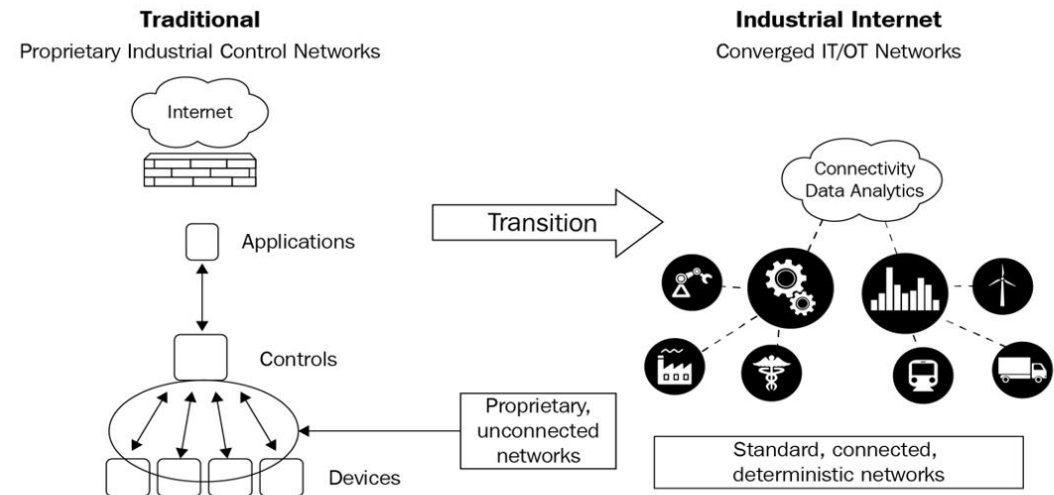 Traditional
Proprietary Industrial Control Networks
Internet
Applications
Controls
Devices
Proprietary,
unconnected
networks
Transition
Industrial Internet
Converged IT/OT Networks
Connectivity
Data Analytics
Standard, connected,
deterministic networks